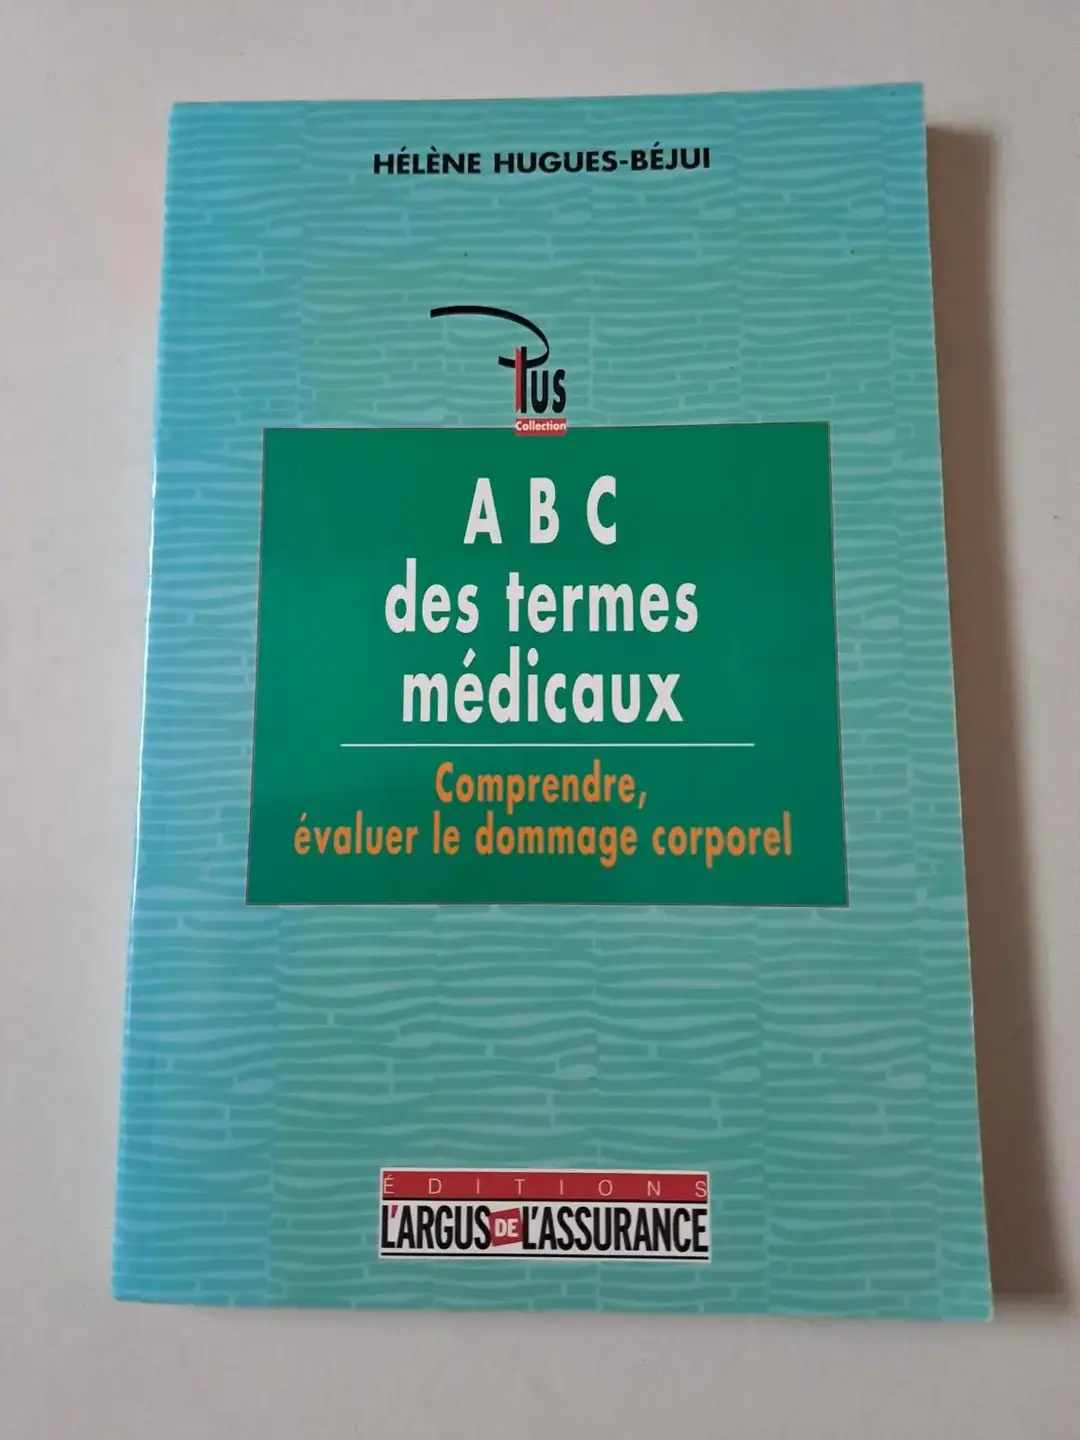 HÉLÈNE HUGUES-BÉJUI
Plus
Collection
A B C
des termes
médicaux
Comprendre,
évaluer le dommage corporel
ÉDITIONS
L'ARGUS DE L'ASSURANCE